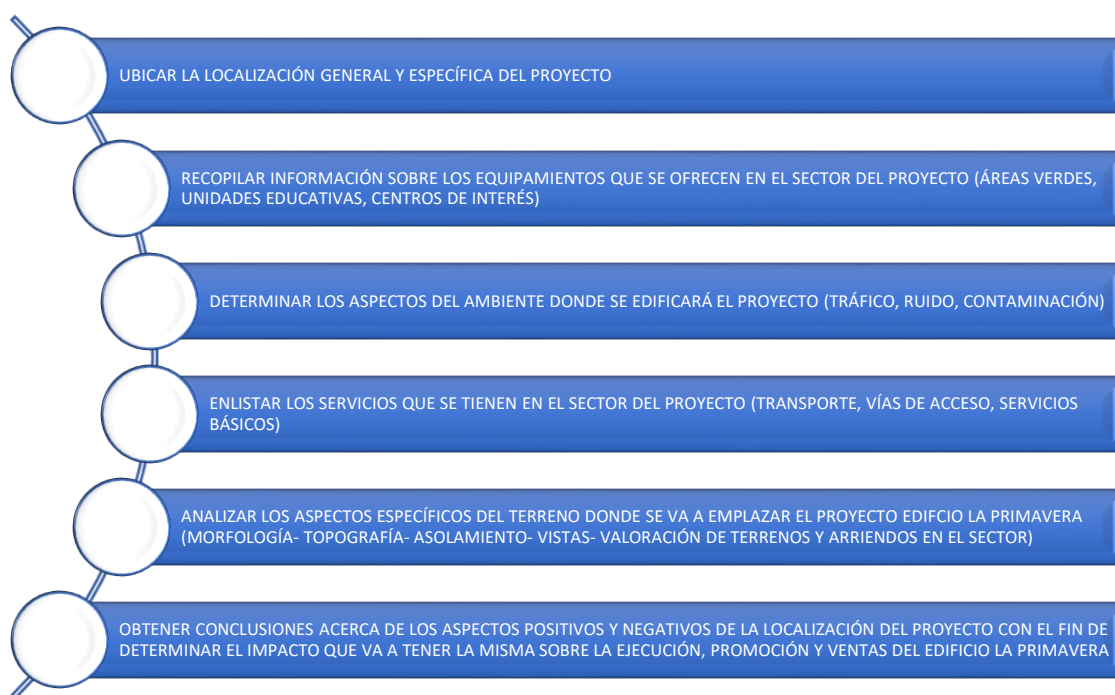 UBICAR LA LOCALIZACIÓN GENERAL Y ESPECÍFICA DEL PROYECTO
RECOPILAR INFORMACIÓN SOBRE LOS EQUIPAMIENTOS QUE SE OFRECEN EN EL SECTOR DEL PROYECTO (ÁREAS VERDES,
UNIDADES EDUCATIVAS, CENTROS DE INTERÉS)
DETERMINAR LOS ASPECTOS DEL AMBIENTE DONDE SE EDIFICARÁ EL PROYECTO (TRÁFICO, RUIDO, CONTAMINACIÓN)
ENLISTAR LOS SERVICIOS QUE SE TIENEN EN EL SECTOR DEL PROYECTO (TRANSPORTE, VÍAS DE ACCESO, SERVICIOS
BÁSICOS)
ANALIZAR LOS ASPECTOS ESPECÍFICOS DEL TERRENO DONDE SE VA A EMPLAZAR EL PROYECTO EDIFCIO LA PRIMAVERA
(MORFOLOGÍA- TOPOGRAFÍA- ASOLAMIENTO- VISTAS- VALORACIÓN DE TERRENOS Y ARRIENDOS EN EL SECTOR)
OBTENER CONCLUSIONES ACERCA DE LOS ASPECTOS POSITIVOS Y NEGATIVOS DE LA LOCALIZACIÓN DEL PROYECTO CON EL FIN DE
DETERMINAR EL IMPACTO QUE VA A TENER LA MISMA SOBRE LA EJECUCIÓN, PROMOCIÓN Y VENTAS DEL EDIFICIO LA PRIMAVERA